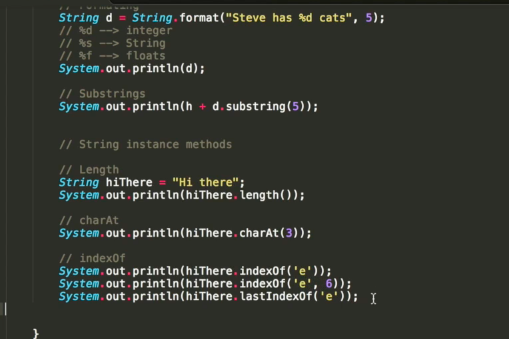 // Formating
String d = String.format("Steve has %d cats", 5);
// %d --> integer
// %s --> String
// %f --> floats
System.out.println(d);
// Substrings
System.out.println(h + d.substring(5));
// String instance methods
// Length
String hiThere = "Hi there";
System.out.println(hiThere.length());
// charAt
System.out.println(hiThere.charAt(3));
// indexOf
System.out.println(hiThere.indexOf('e'));
System.out.println(hiThere.indexOf('e', 6));
System.out.println(hiThere.lastIndexOf('e'));
}